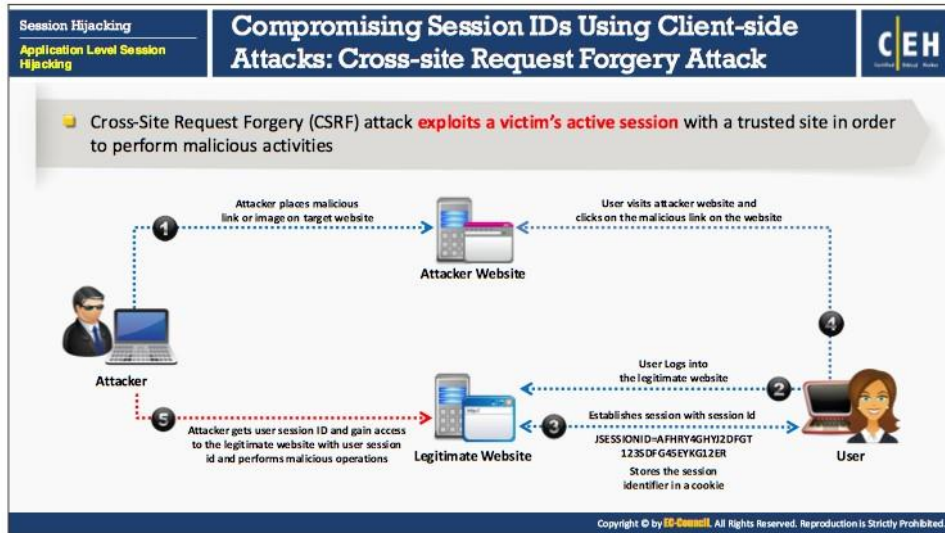 Session Hijacking
Application Level Session
Hijacking
Compromising Session IDs Using Client-side
Attacks: Cross-site Request Forgery Attack
C|EH
Certified Ethical Hacker
Cross-Site Request Forgery (CSRF) attack exploits a victim's active session with a trusted site in order
to perform malicious activities
Attacker places malicious
link or image on target website
User visits attacker website and
clicks on the malicious link on the website
1
Attacker Website
4
Attacker
User Logs into
the legitimate website
2
5
Attacker gets user session ID and gain access
to the legitimate website with user session
id and performs malicious operations
http://
Legitimate Website
Establishes session with session Id
3
JSESSIONID=AFHRY4GHYJ2DFGT
123SDFG45EYKG12ER
Stores the session
identifier in a cookie
User
Copyright © by EC-Council. All Rights Reserved. Reproduction is Strictly Prohibited.